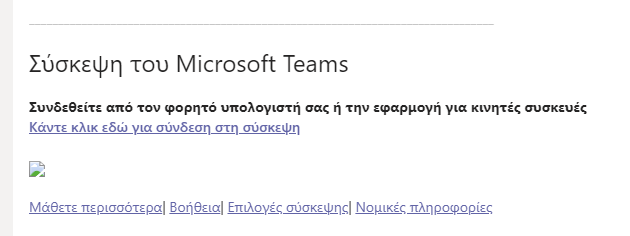 Σύσκεψη του Microsoft Teams
Συνδεθείτε από τον φορητό υπολογιστή σας ή την εφαρμογή για κινητές συσκευές
Κάντε κλικ εδώ για σύνδεση στη σύσκεψη
Μάθετε περισσότερα| Βοήθεια| Επιλογές σύσκεψης| Νομικές πληροφορίες